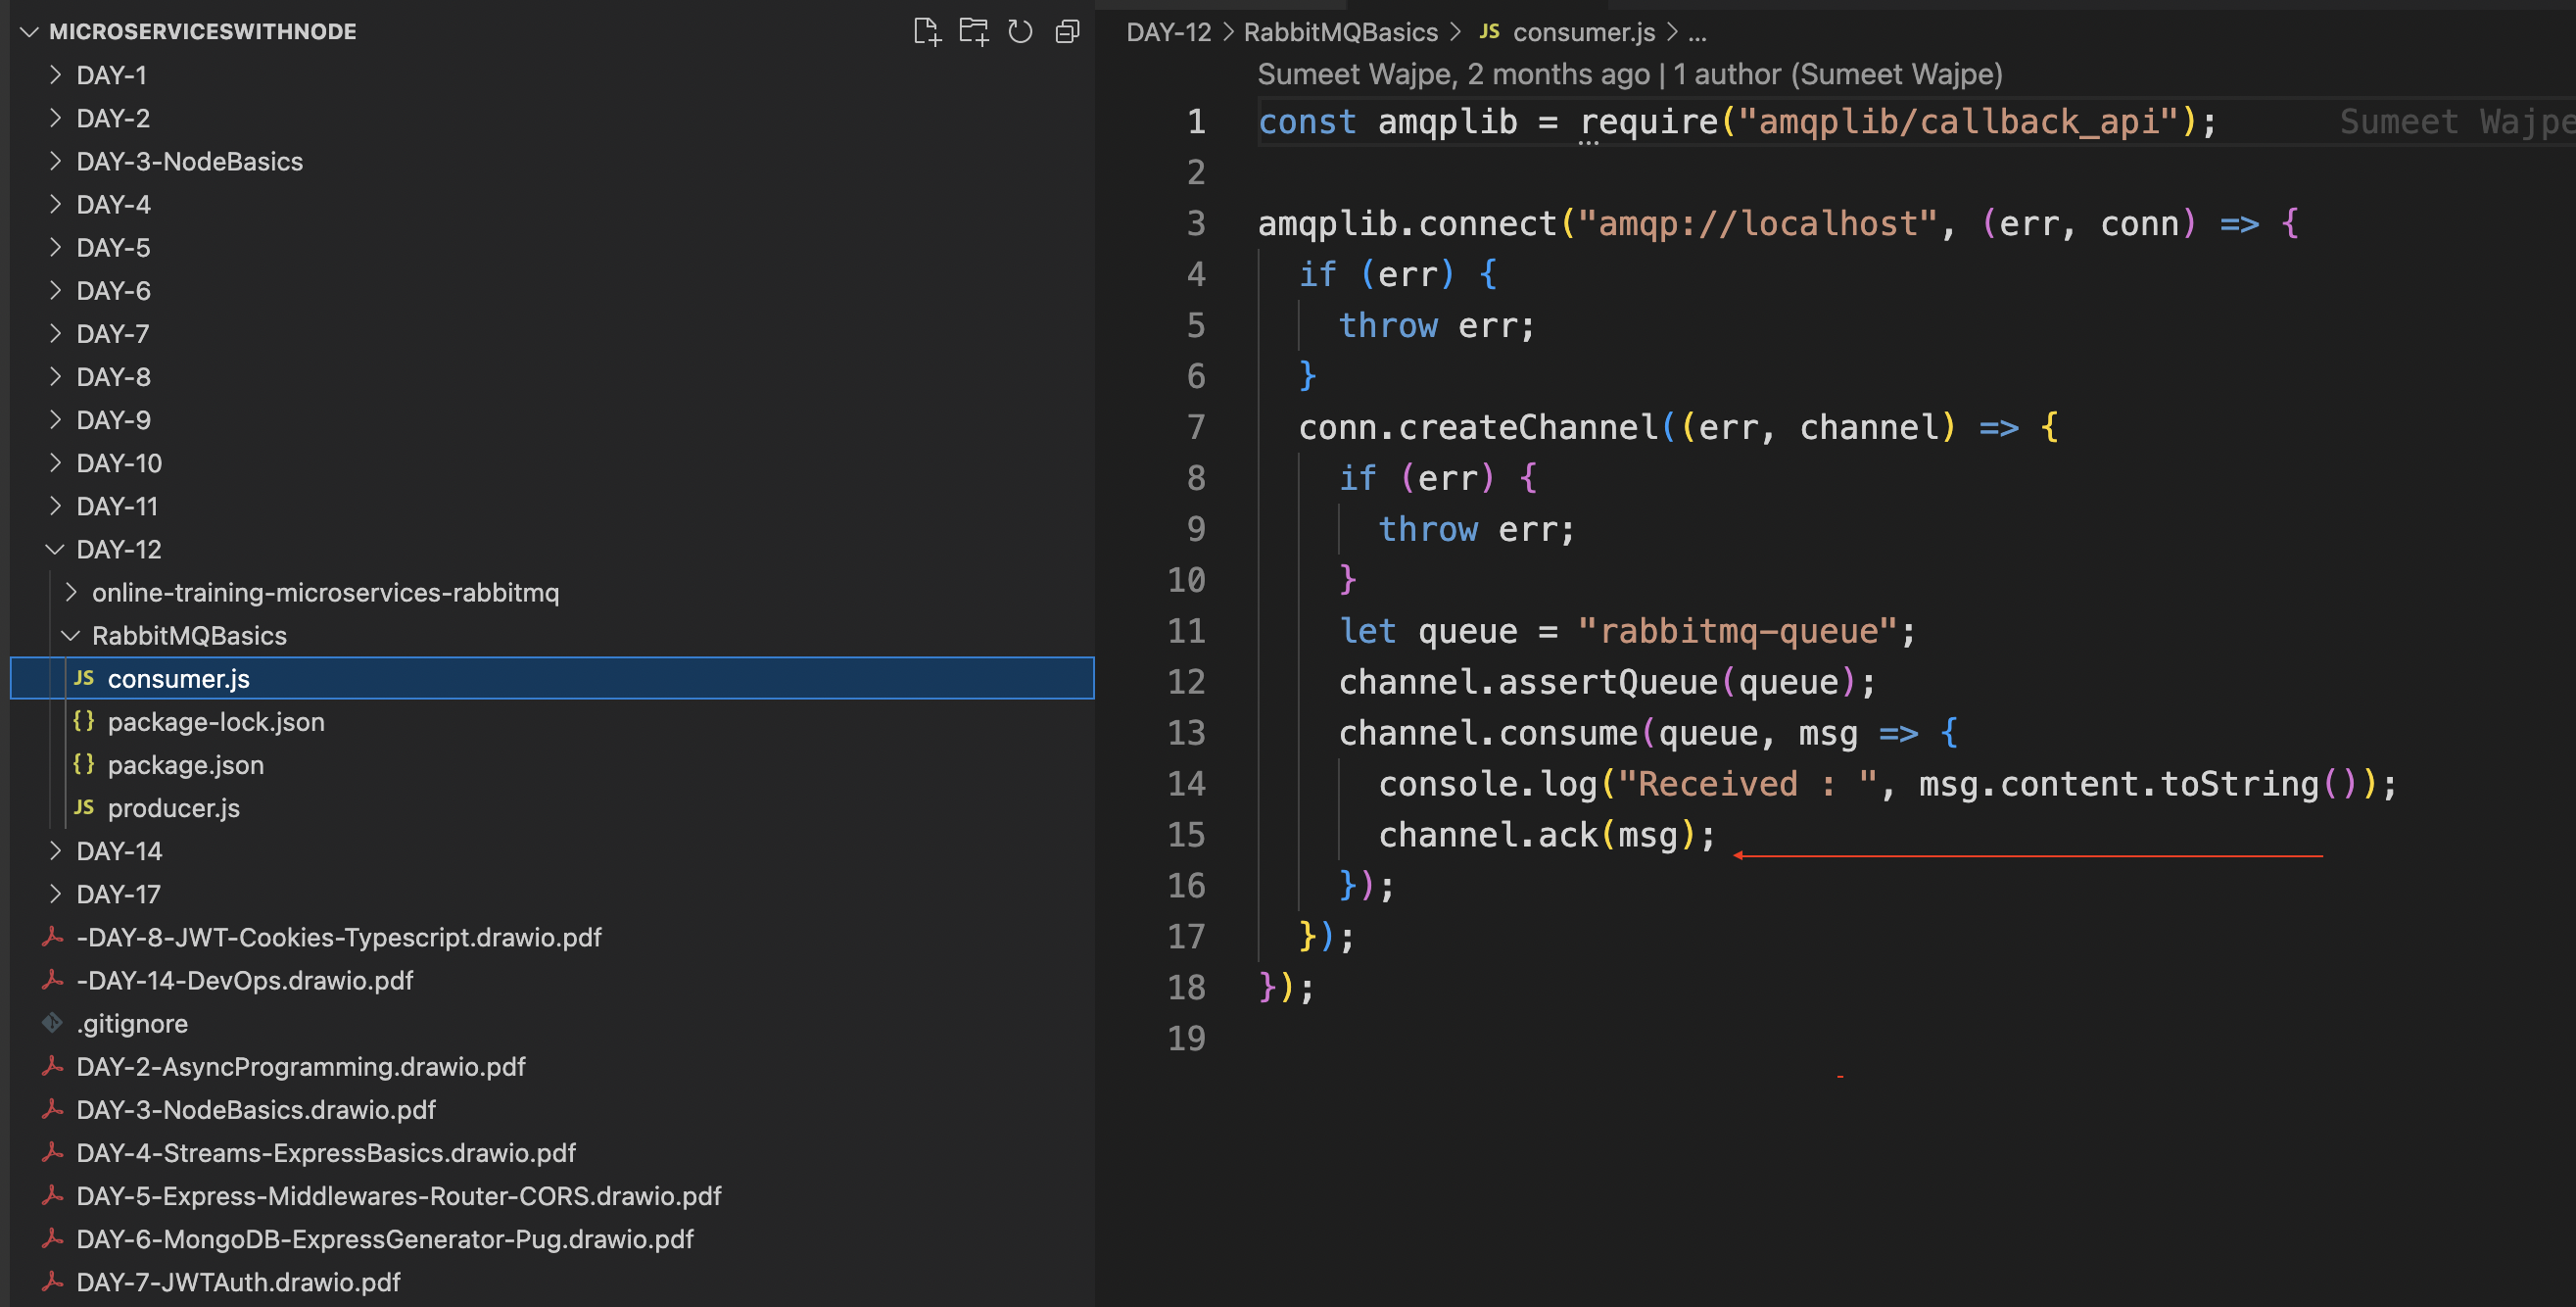 MICROSERVICESWITHNODE
DAY-1
DAY-2
DAY-3-NodeBasics
DAY-4
DAY-5
DAY-6
DAY-7
DAY-8
DAY-9
DAY-10
DAY-11
DAY-12
online-training-microservices-rabbitmq
RabbitMQBasics
JS consumer.js
{} package-lock.json
{} package.json
JS producer.js
DAY-14
DAY-17
-DAY-8-JWT-Cookies-Typescript.drawio.pdf
-DAY-14-DevOps.drawio.pdf
.gitignore
DAY-2-AsyncProgramming.drawio.pdf
DAY-3-NodeBasics.drawio.pdf
DAY-4-Streams-ExpressBasics.drawio.pdf
DAY-5-Express-Middlewares-Router-CORS.drawio.pdf
DAY-6-MongoDB-ExpressGenerator-Pug.drawio.pdf
DAY-7-JWTAuth.drawio.pdf
DAY-12 > RabbitMQBasics > JS consumer.js > ...
Sumeet Wajpe, 2 months ago | 1 author (Sumeet Wajpe)
1 const amqplib = require("amqplib/callback_api"); Sumeet Wajpe
2
3 amqplib.connect("amqp://localhost", (err, conn) => {
4 if (err) {
5 throw err;
6 }
7 conn.createChannel((err, channel) => {
8 if (err) {
9 throw err;
10 }
11 let queue = "rabbitmq-queue";
12 channel.assertQueue(queue);
13 channel.consume(queue, msg => {
14 console.log("Received : ", msg.content.toString());
15 channel.ack(msg);
16 });
17 });
18 });
19